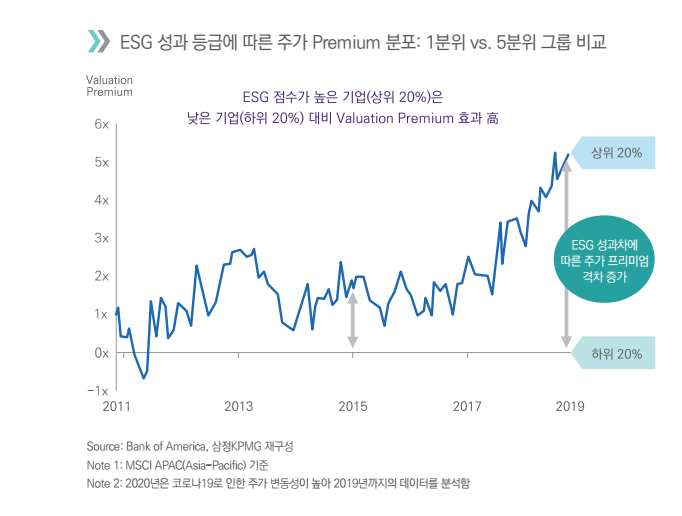 ESG 성과 등급에 따른 주가 Premium 분포: 1분위 vs. 5분위 그룹 비교
Valuation
Premium
ESG 점수가 높은 기업(상위 20%)은
낮은 기업(하위 20%) 대비 Valuation Premium 효과 高
6x
5x
4x
3x
2x
1x
0x
-1x
상위 20%
ESG 성과차에
따른 주가 프리미엄
격차 증가
하위 20%
2011
2013
2015
2017
2019
Source: Bank of America, 삼정KPMG 재구성
Note 1: MSCI APAC(Asia-Pacific) 기준
Note 2: 2020년은 코로나19로 인한 주가 변동성이 높아 2019년까지의 데이터를 분석함